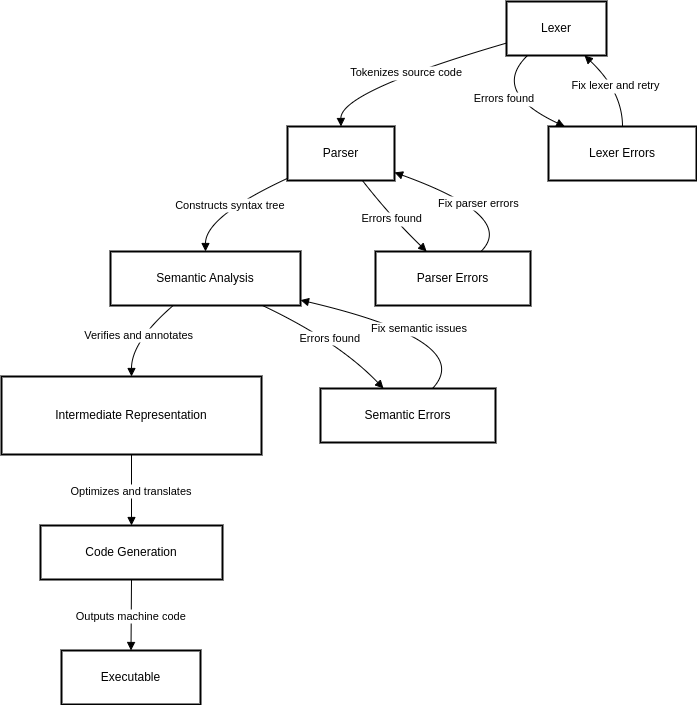 Lexer
Tokenizes source code
Fix lexer and retry
Errors found
Parser
Lexer Errors
Constructs syntax tree
Fix parser errors
Errors found
Semantic Analysis
Parser Errors
Verifies and annotates
Fix semantic issues
Errors found
Intermediate Representation
Semantic Errors
Optimizes and translates
Code Generation
Outputs machine code
Executable